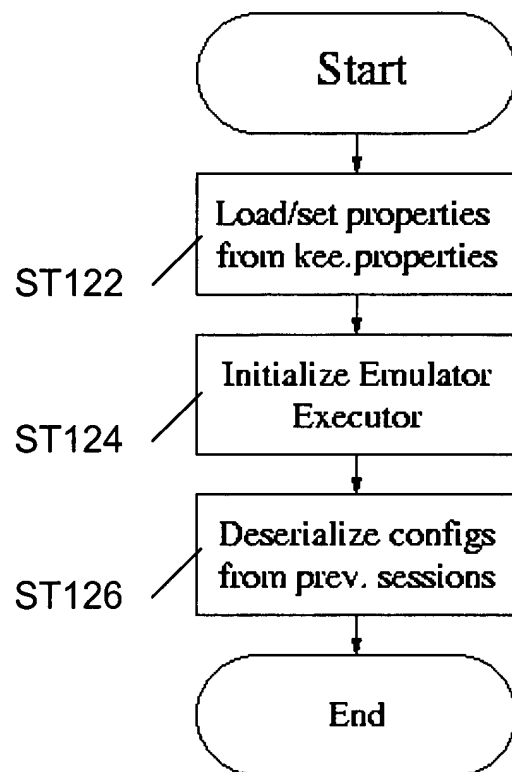 Start
Load/set properties
from kee.properties
ST122
Initialize Emulator
Executor
ST124
Deserialize configs
from prev. sessions
ST126
End